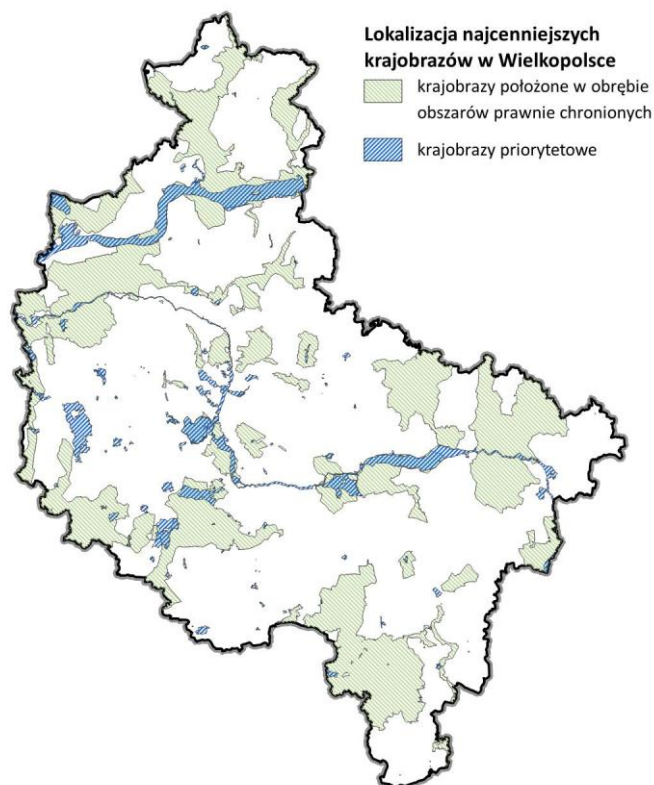 Lokalizacja najcenniejszych
krajobrazów w Wielkopolsce
krajobrazy położone w obrębie
obszarów prawnie chronionych
krajobrazy priorytetowe